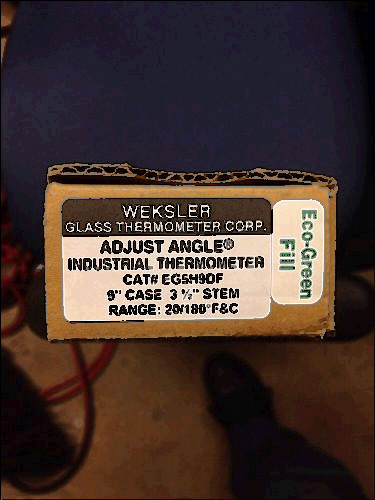 WEKSLER
GLASS THERMOMETER CORP.
ADJUST ANGLE®
INDUSTRIAL THERMOMETER
CAT# EG5H9DF
9" CASE 3 ½" STEM
RANGE: 20/180°F&C
Eco-Green
Fill